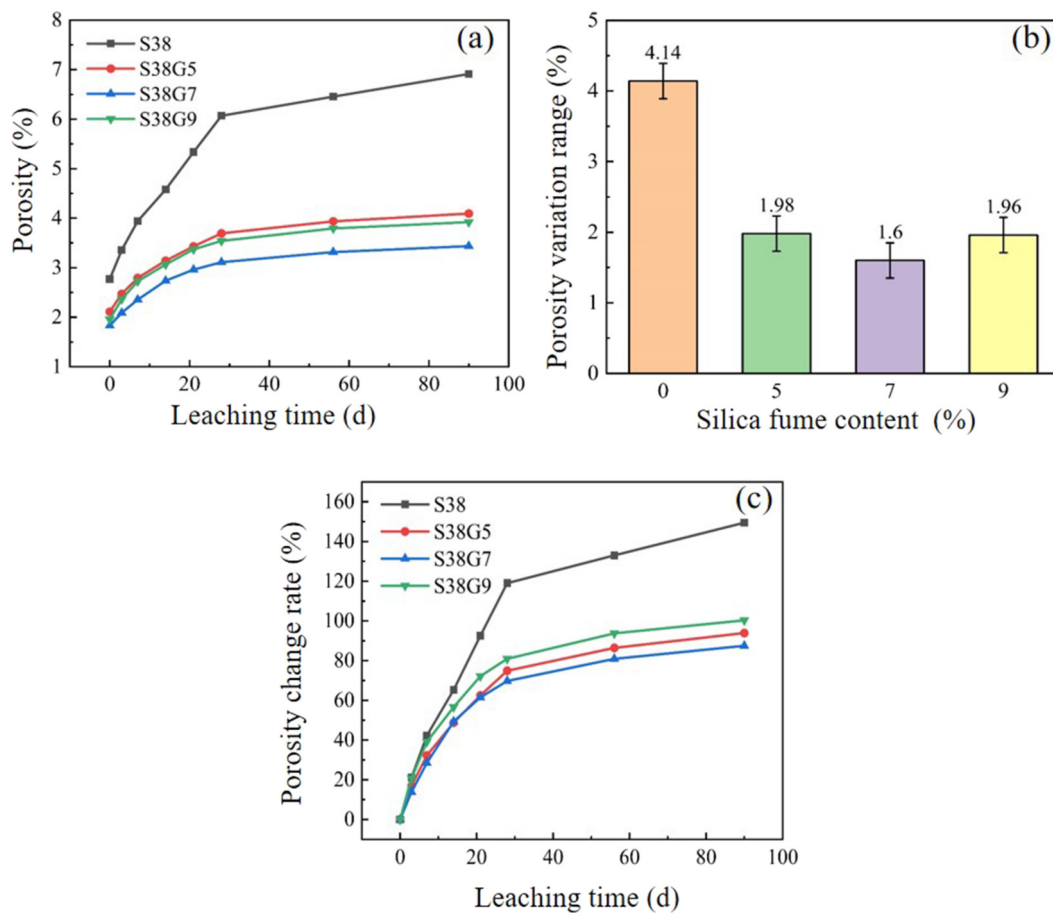 (a)
S38
S38G5
S38G7
S38G9
Porosity (%)
8
7
6
5
4
3
2
1
0 20 40 60 80 100
Leaching time (d)
(b)
Porosity variation range (%)
5
4
3
2
1
0
4.14
1.98
1.6
1.96
0 5 7 9
Silica fume content (%)
(c)
S38
S38G5
S38G7
S38G9
Porosity change rate (%)
160
140
120
100
80
60
40
20
0
0 20 40 60 80 100
Leaching time (d)